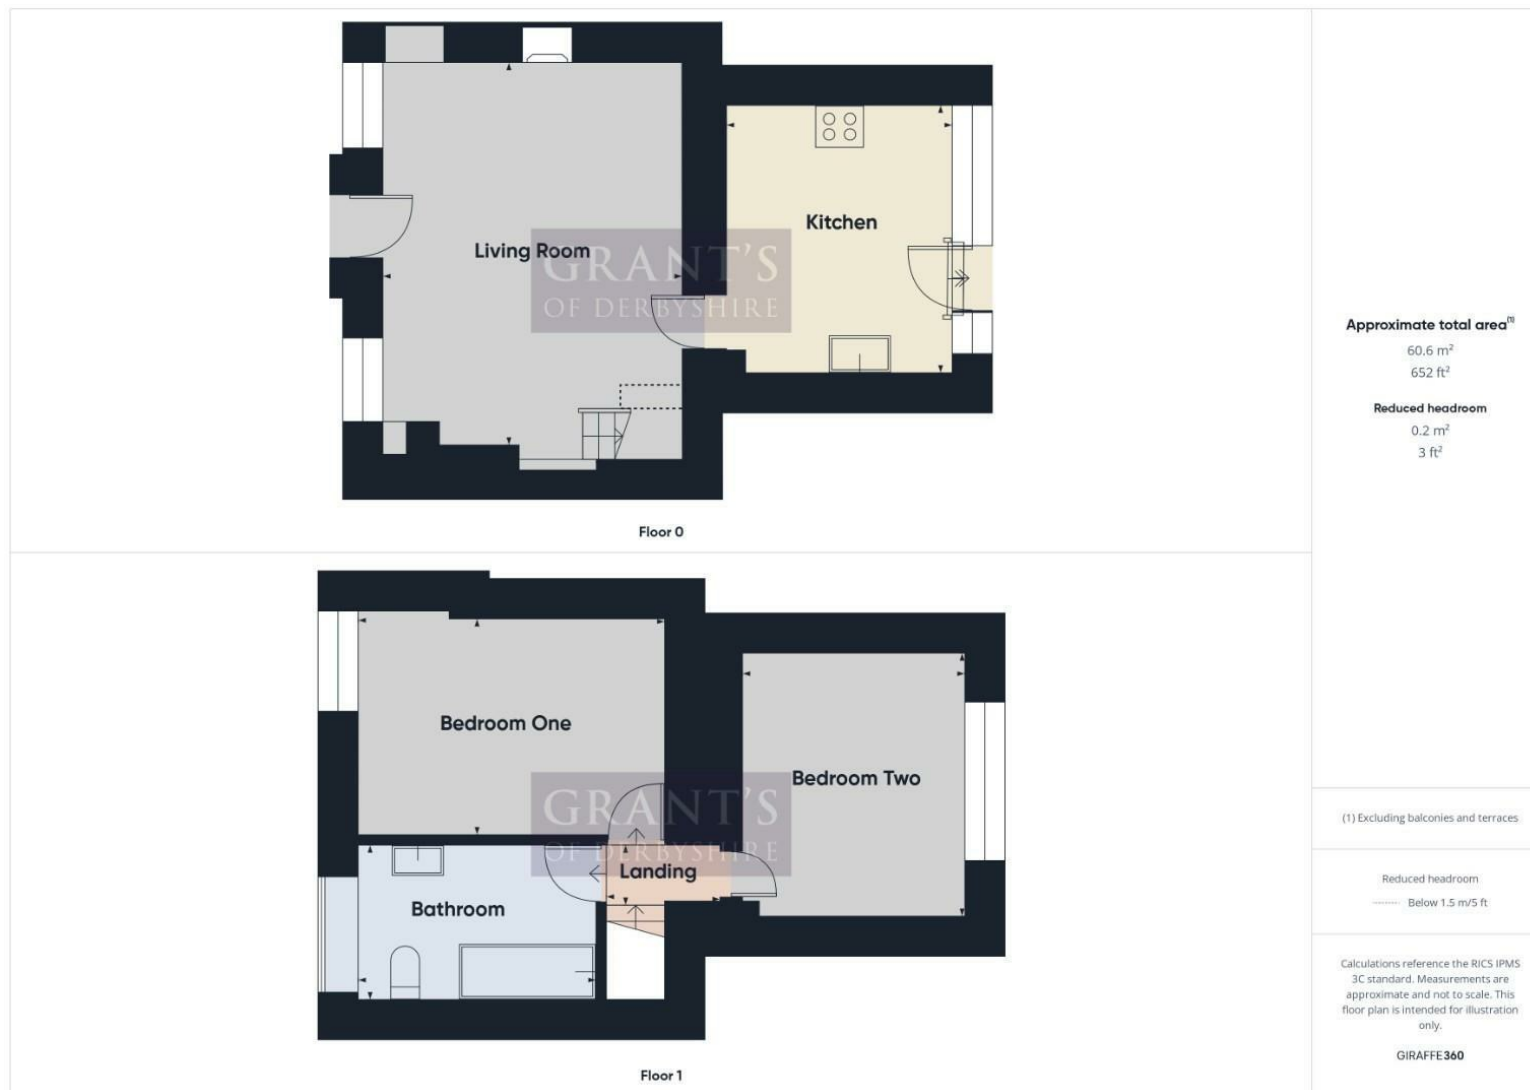 Living Room
Kitchen
GRANT'S
OF DERBYSHIRE
Floor 0
Bedroom One
Bedroom Two
GRANT'S
OF DERBYSHIRE
Landing
Bathroom
Floor 1
Approximate total area(1)
60.6 m²
652 ft²
Reduced headroom
0.2 m²
3 ft²
(1) Excluding balconies and terraces
Reduced headroom
Below 1.5 m/5 ft
Calculations reference the RICS IPMS
3C standard. Measurements are
approximate and not to scale. This
floor plan is intended for illustration
only.
GIRAFFE360